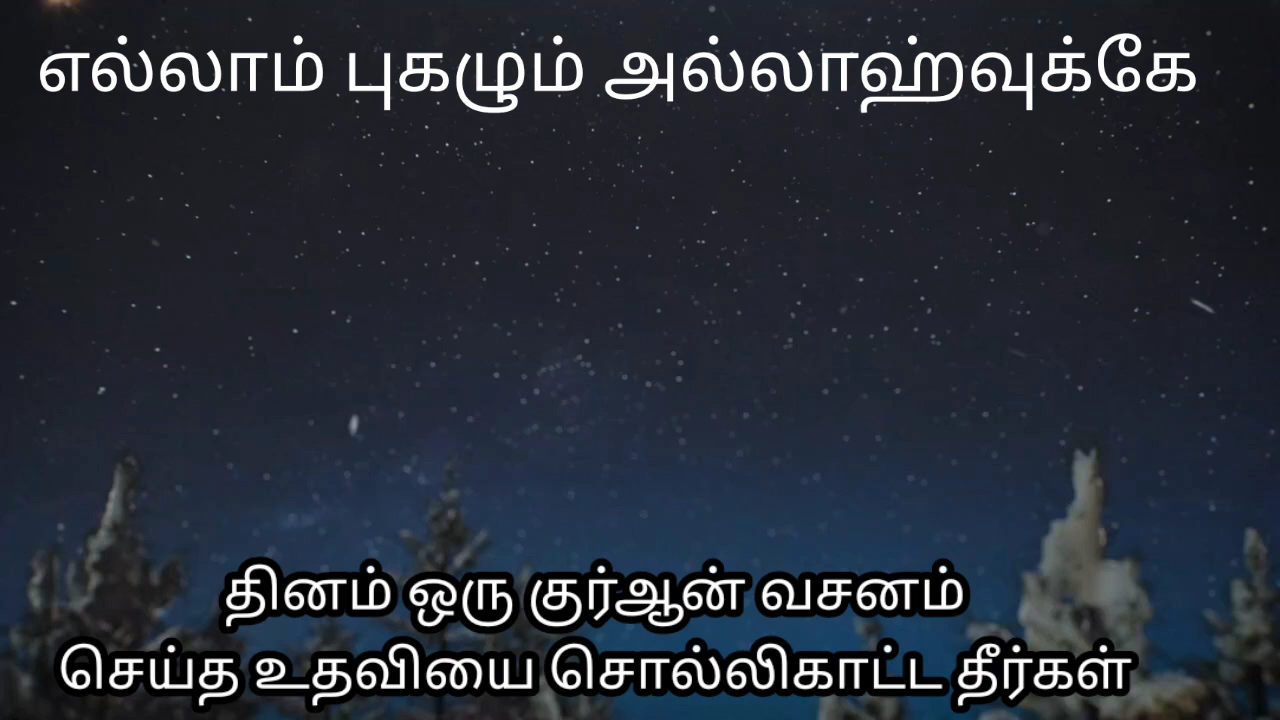 எல்லாம் புகழும் அல்லாஹ்வுக்கே
தினம் ஒரு குர்ஆன் வசனம்
செய்த உதவியை சொல்லிகாட்ட தீர்கள்